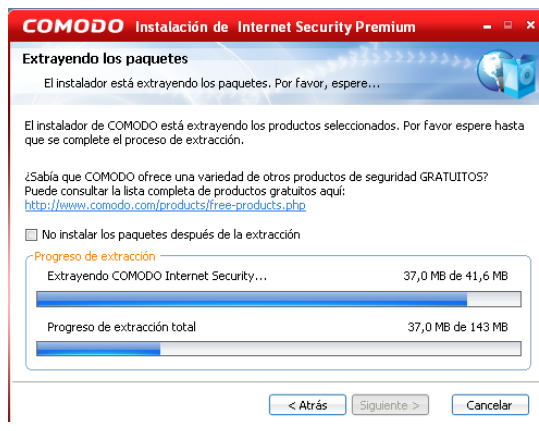 COMODO Instalación de Internet Security Premium
Extrayendo los paquetes
El instalador está extrayendo los paquetes. Por favor, espere...
El instalador de COMODO está extrayendo los productos seleccionados. Por favor espere hasta
que se complete el proceso de extracción.
¿Sabía que COMODO ofrece una variedad de otros productos de seguridad GRATUITOS?
Puede consultar la lista completa de productos gratuitos aquí:
http://www.comodo.com/products/free-products.php
No instalar los paquetes después de la extracción
Progreso de extracción
Extrayendo COMODO Internet Security... 37,0 MB de 41,6 MB
Progreso de extracción total 37,0 MB de 143 MB
< Atrás Siguiente > Cancelar